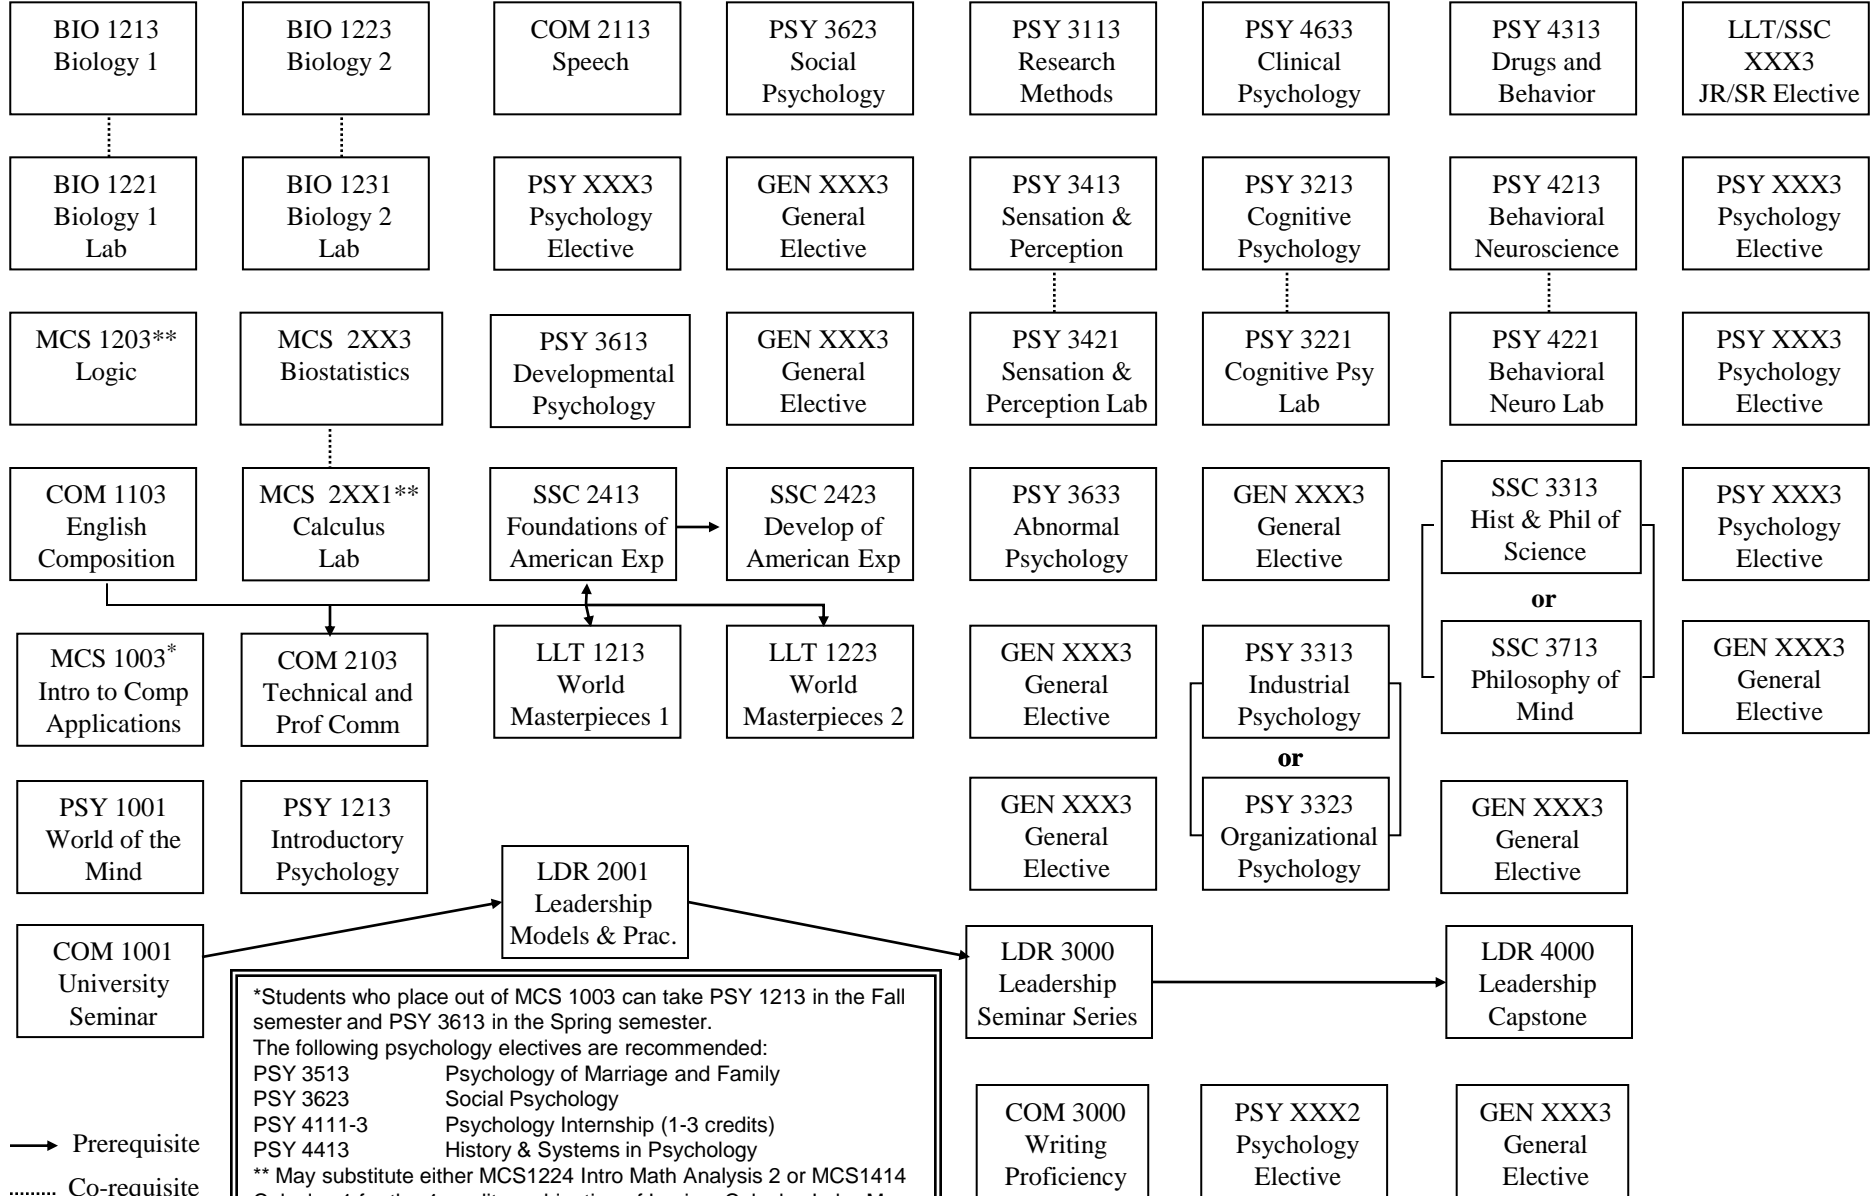 BIO 1213
Biology 1
BIO 1223
Biology 2
COM 2113
Speech
PSY 3623
Social
Psychology
PSY 3113
Research
Methods
PSY 4633
Clinical
Psychology
PSY 4313
Drugs and
Behavior
LLT/SSC
XXX3
JR/SR Elective
BIO 1221
Biology 1
Lab
BIO 1231
Biology 2
Lab
PSY XXX3
Psychology
Elective
GEN XXX3
General
Elective
PSY 3413
Sensation &
Perception
PSY 3213
Cognitive
Psychology
PSY 4213
Behavioral
Neuroscience
PSY XXX3
Psychology
Elective
MCS 1203**
Logic
MCS 2XX3
Biostatistics
PSY 3613
Developmental
Psychology
GEN XXX3
General
Elective
PSY 3421
Sensation &
Perception Lab
PSY 3221
Cognitive Psy
Lab
PSY 4221
Behavioral
Neuro Lab
PSY XXX3
Psychology
Elective
COM 1103
English
Composition
MCS 2XX1**
Calculus
Lab
SSC 2413
Foundations of
American Exp
SSC 2423
Develop of
American Exp
PSY 3633
Abnormal
Psychology
GEN XXX3
General
Elective
SSC 3313
Hist & Phil of
Science
or
SSC 3713
Philosophy of
Mind
PSY XXX3
Psychology
Elective
MCS 1003*
Intro to Comp
Applications
COM 2103
Technical and
Prof Comm
LLT 1213
World
Masterpieces 1
LLT 1223
World
Masterpieces 2
GEN XXX3
General
Elective
PSY 3313
Industrial
Psychology
or
PSY 3323
Organizational
Psychology
GEN XXX3
General
Elective
PSY 1001
World of the
Mind
PSY 1213
Introductory
Psychology
GEN XXX3
General
Elective
GEN XXX3
General
Elective
LDR 2001
Leadership
Models & Prac.
COM 1001
University
Seminar
LDR 3000
Leadership
Seminar Series
LDR 4000
Leadership
Capstone
*Students who place out of MCS 1003 can take PSY 1213 in the Fall
semester and PSY 3613 in the Spring semester.
The following psychology electives are recommended:
PSY 3513 Psychology of Marriage and Family
PSY 3623 Social Psychology
PSY 4111-3 Psychology Internship (1-3 credits)
PSY 4413 History & Systems in Psychology
** May substitute either MCS1224 Intro Math Analysis 2 or MCS1414
COM 3000
Writing
Proficiency
PSY XXX2
Psychology
Elective
GEN XXX3
General
Elective
Prerequisite
Co-requisite